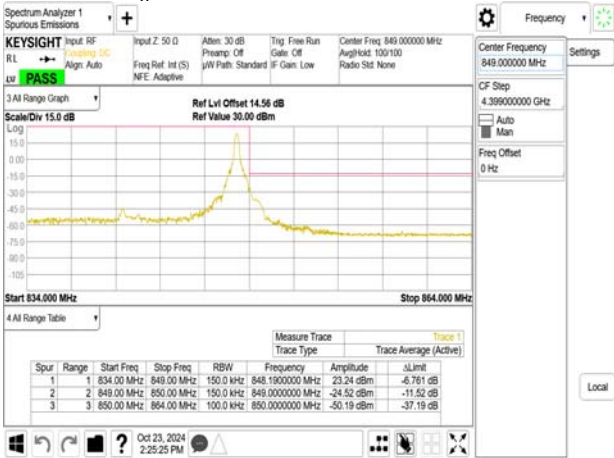 Spectrum Analyzer 1
Spurious Emissions
+
Frequency
KEYSIGHT Input: RF Input Z: 50 Ω Atten: 30 dB Trig: Free Run Center Freq: 849.000000 MHz
RL Coupling: DC Preamp: Off Gate: Off Avg|Hold: 100/100
Align: Auto Freq Ref: Int (S) µW Path: Standard IF Gain: Low Radio Std: None
LXI PASS NFE: Adaptive
Center Frequency
849.000000 MHz
Settings
CF Step
4.399000000 GHz
Auto
Man
Freq Offset
0 Hz
3 All Range Graph
Ref Lvl Offset 14.56 dB
Scale/Div 15.0 dB Ref Value 30.00 dBm
Log
15.0
0.00
-15.0
-30.0
-45.0
-60.0
-75.0
-90.0
-105
Start 834.000 MHz Stop 864.000 MHz
4 All Range Table
Measure Trace Trace 1
Trace Type Trace Average (Active)
Spur Range Start Freq Stop Freq RBW Frequency Amplitude ΔLimit
1 1 834.00 MHz 849.00 MHz 150.0 kHz 848.1900000 MHz 23.24 dBm -6.761 dB
2 2 849.00 MHz 850.00 MHz 150.0 kHz 849.0000000 MHz -24.52 dBm -11.52 dB
3 3 850.00 MHz 864.00 MHz 100.0 kHz 850.0000000 MHz -50.19 dBm -37.19 dB
Local
?
Oct 23, 2024
2:25:25 PM